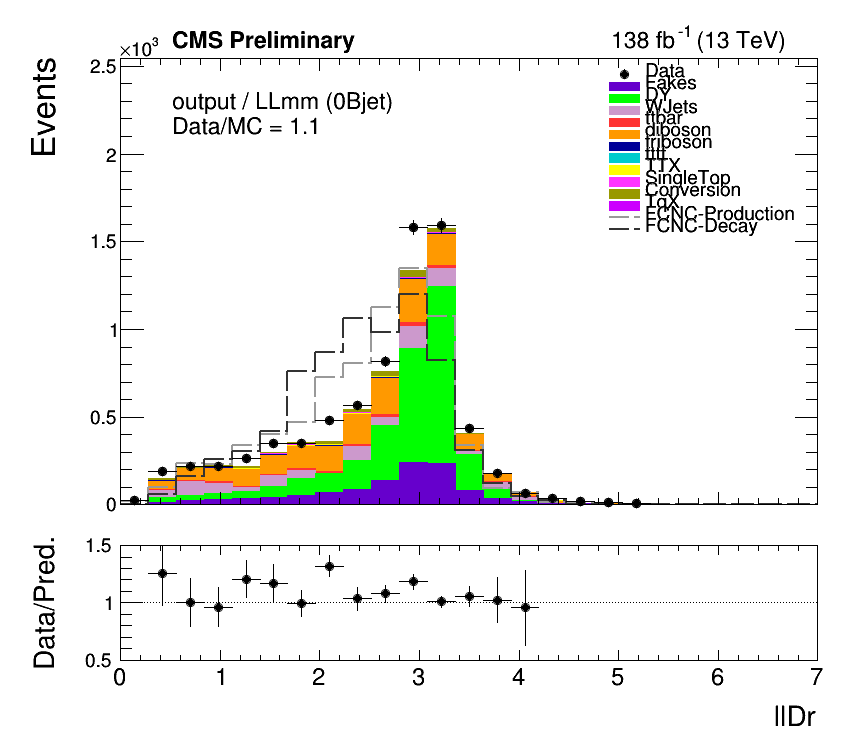 ×10³ CMS Preliminary 138 fb⁻¹ (13 TeV)
Events
2.5
2
1.5
1
0.5
0
output / LLmm (0Bjet)
Data/MC = 1.1
Data
Fakes
DY
WJets
ttbar
diboson
triboson
tttt
TTX
SingleTop
Conversion
TqX
FCNC-Production
FCNC-Decay
Data/Pred.
1.5
1
0.5
0 1 2 3 4 5 6 7
llDr